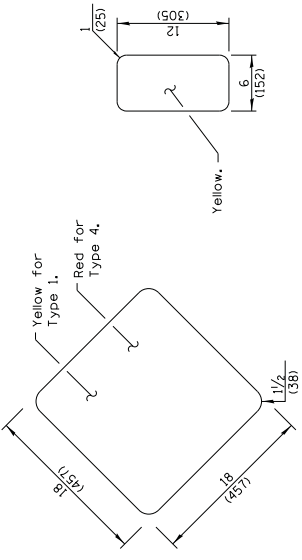 1
(25)
12
(305)
6
(152)
Yellow.
Yellow for
Type 1.
Red for
Type 4.
18
(457)
18
(457)
1 1/2
(38)